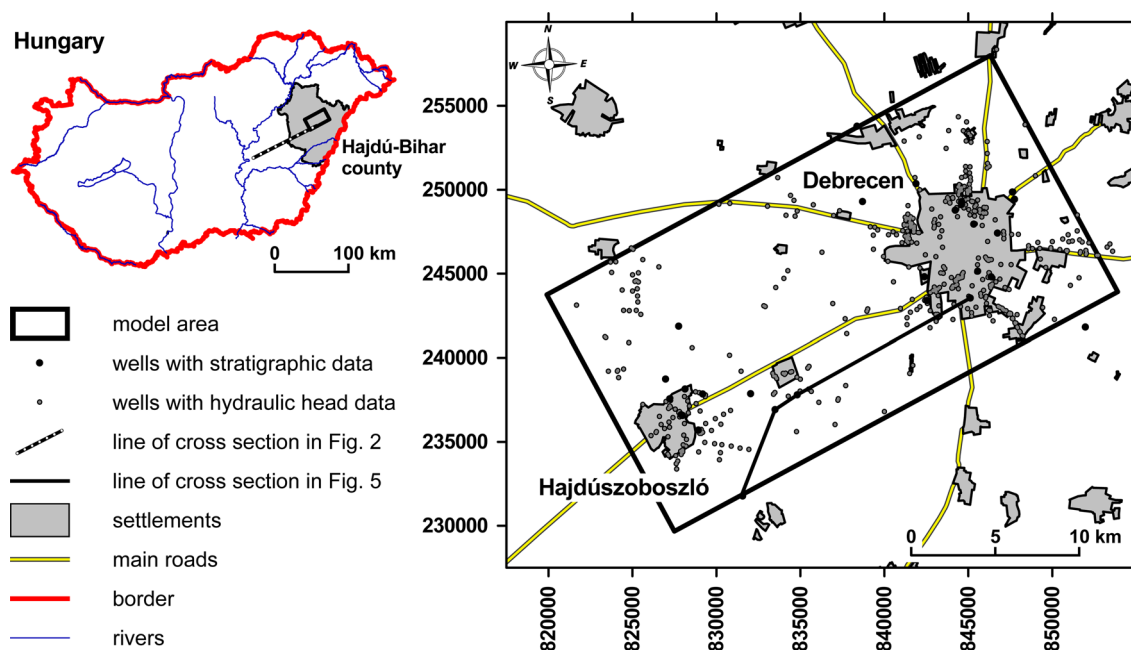 Hungary
Hajdú-Bihar
county
0 100 km
model area
wells with stratigraphic data
wells with hydraulic head data
line of cross section in Fig. 2
line of cross section in Fig. 5
settlements
main roads
border
rivers
N
W E
S
255000
250000
245000
240000
235000
230000
Debrecen
Hajdúszoboszló
0 5 10 km
820000
825000
830000
835000
840000
845000
850000